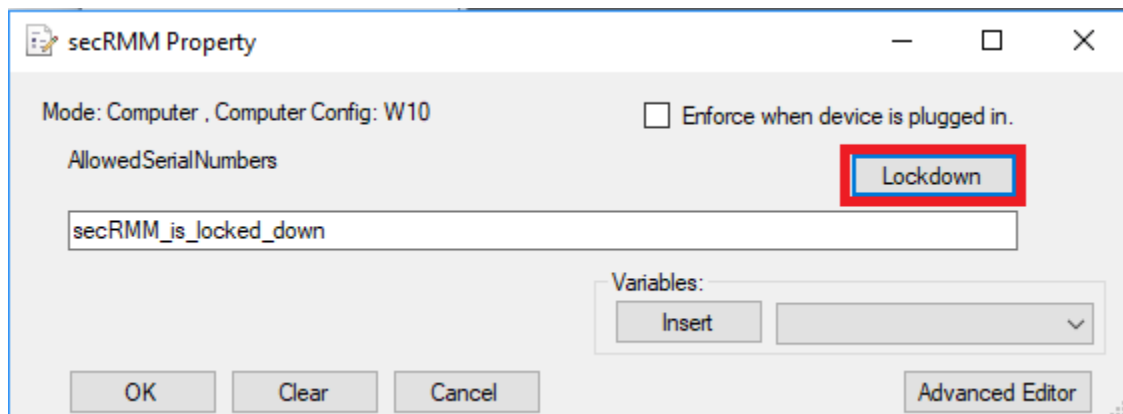 secRMM Property
Mode: Computer , Computer Config: W10
Enforce when device is plugged in.
AllowedSerialNumbers
Lockdown
secRMM_is_locked_down
Variables:
Insert
OK Clear Cancel Advanced Editor